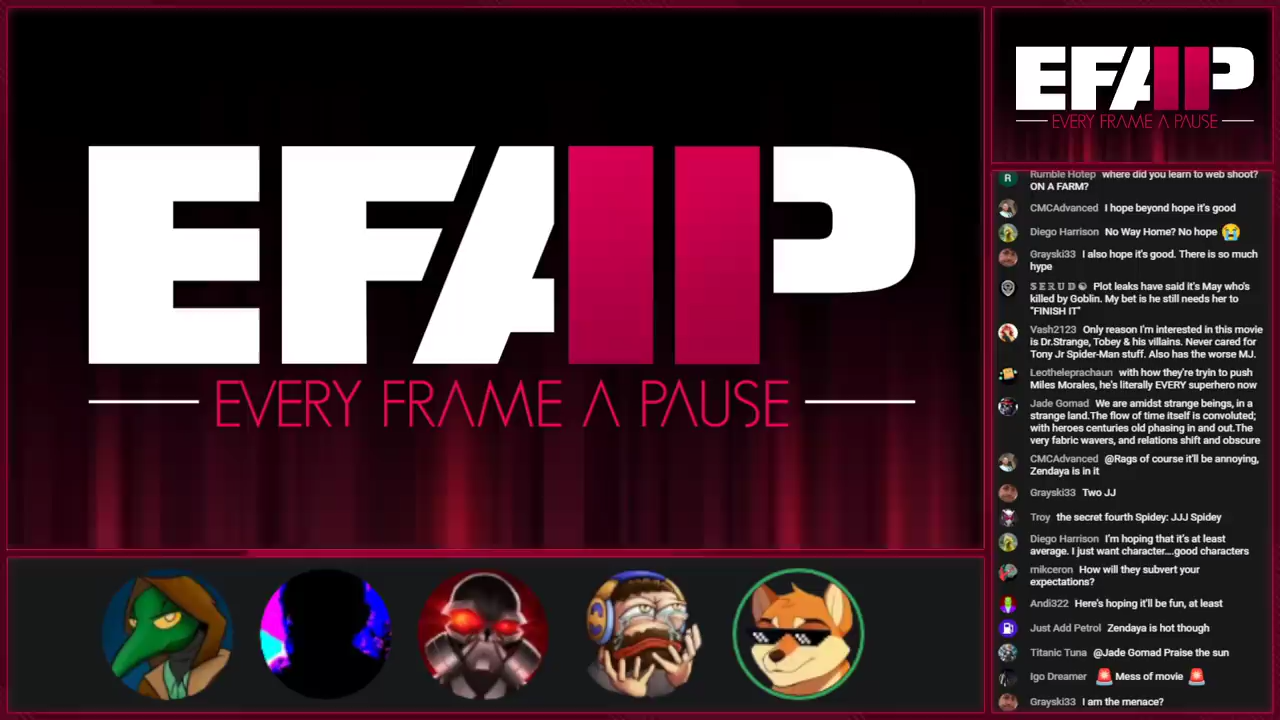 EFAP
EVERY FRAME A PAUSE
EFAP
EVERY FRAME A PAUSE
R
Rumble Hotep where did you learn to web shoot?
ON A FARM?
CMCAdvanced I hope beyond hope it's good
Diego Harrison No Way Home? No hope 😭
Grayski33 I also hope it's good. There is so much
hype
𝕊 𝔼 ℝ 𝕌 𝔻 ☯ Plot leaks have said it's May who's
killed by Goblin. My bet is he still needs her to
"FINISH IT"
Vash2123 Only reason I'm interested in this movie
is Dr.Strange, Tobey & his villains. Never cared for
Tony Jr Spider-Man stuff. Also has the worse MJ.
Leotheleprachaun with how they're tryin to push
Miles Morales, he's literally EVERY superhero now
Jade Gomad We are amidst strange beings, in a
strange land.The flow of time itself is convoluted;
with heroes centuries old phasing in and out.The
very fabric wavers, and relations shift and obscure
CMCAdvanced @Rags of course it'll be annoying,
Zendaya is in it
Grayski33 Two JJ
Troy the secret fourth Spidey: JJJ Spidey
Diego Harrison I'm hoping that it's at least
average. I just want character....good characters
mikceron How will they subvert your
expectations?
Andi322 Here's hoping it'll be fun, at least
Just Add Petrol Zendaya is hot though
Titanic Tuna @Jade Gomad Praise the sun
Igo Dreamer 🚨 Mess of movie 🚨
Grayski33 I am the menace?